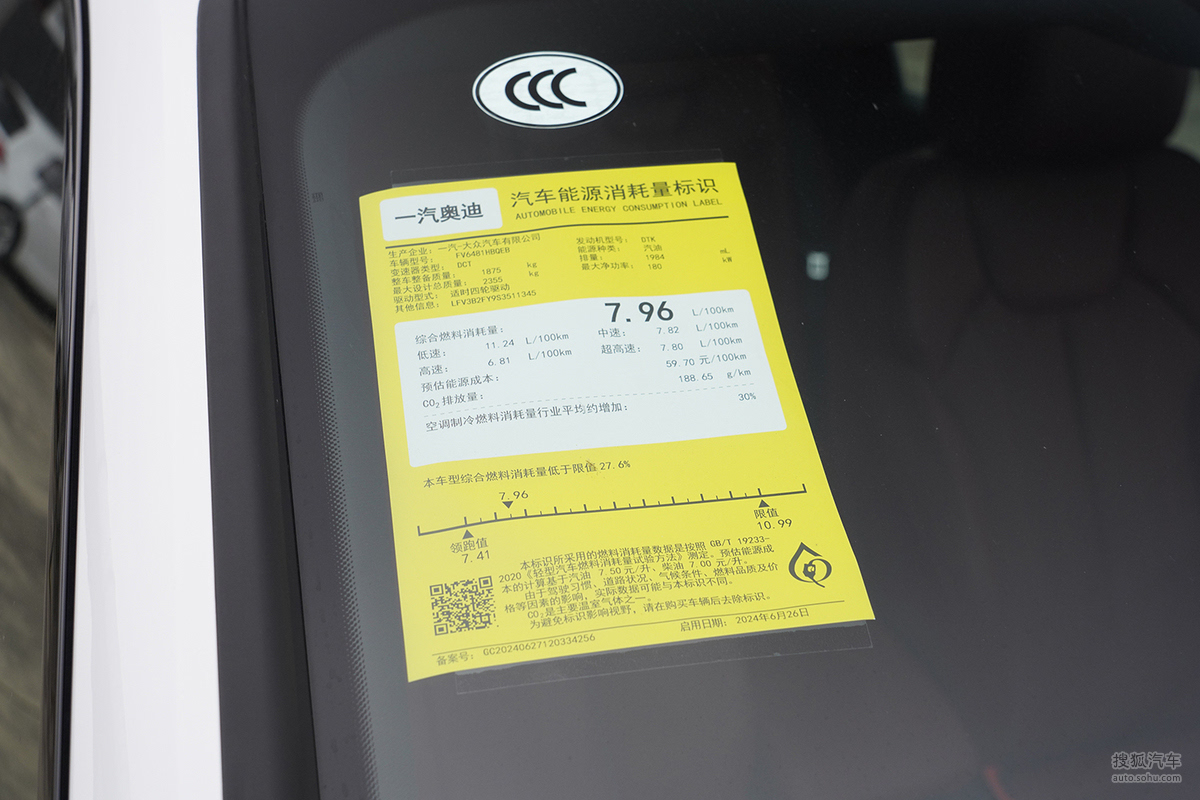 CCC
一汽奥迪
汽车能源消耗量标识
AUTOMOBILE ENERGY CONSUMPTION LABEL
生产企业: 一汽-大众汽车有限公司
车辆型号: FV6481HBQEB
变速器类型: DCT
整车整备质量: 1875 kg
最大设计总质量: 2355 kg
驱动型式: 适时四轮驱动
其他信息: LFV3B2FY9S3511345
发动机型号: DTK
能源种类: 汽油
排量: 1984 mL
最大净功率: 180 kW
综合燃料消耗量: 7.96 L/100km
低速: 11.24 L/100km 中速: 7.82 L/100km
高速: 6.81 L/100km 超高速: 7.80 L/100km
预估能源成本: 59.70 元/100km
CO₂排放量: 188.65 g/km
空调制冷燃料消耗量行业平均约增加: 30%
本车型综合燃料消耗量低于限值27.6%
7.96
领跑值
7.41
限值
10.99
本标识所采用的燃料消耗量数据是按照 GB/T 19233-
2020《轻型汽车燃料消耗量试验方法》测定。预估能源成
本的计算基于汽油 7.50 元/升、柴油 7.00 元/升。
由于驾驶习惯、道路状况、气候条件、燃料品质及价
格等因素的影响，实际数据可能与本标识不同。
CO₂是主要温室气体之一。
为避免标识影响视野，请在购买车辆后去除标识。
备案号: GC20240627120334256
启用日期: 2024年6月26日
搜狐汽车
auto.sohu.com